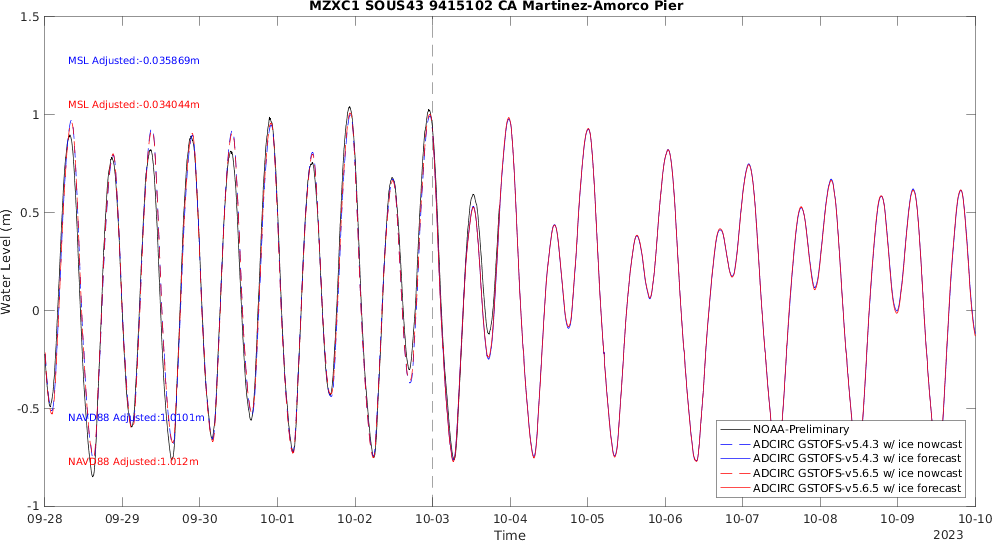 MZXC1 SOUS43 9415102 CA Martinez-Amorco Pier
1.5
1
0.5
0
-0.5
-1
Water Level (m)
MSL Adjusted:-0.035869m
MSL Adjusted:-0.034044m
NAVD88 Adjusted:1.0101m
NAVD88 Adjusted:1.012m
NOAA-Preliminary
ADCIRC GSTOFS-v5.4.3 w/ ice nowcast
ADCIRC GSTOFS-v5.4.3 w/ ice forecast
ADCIRC GSTOFS-v5.6.5 w/ ice nowcast
ADCIRC GSTOFS-v5.6.5 w/ ice forecast
09-28 09-29 09-30 10-01 10-02 10-03 10-04 10-05 10-06 10-07 10-08 10-09 10-10
Time
2023